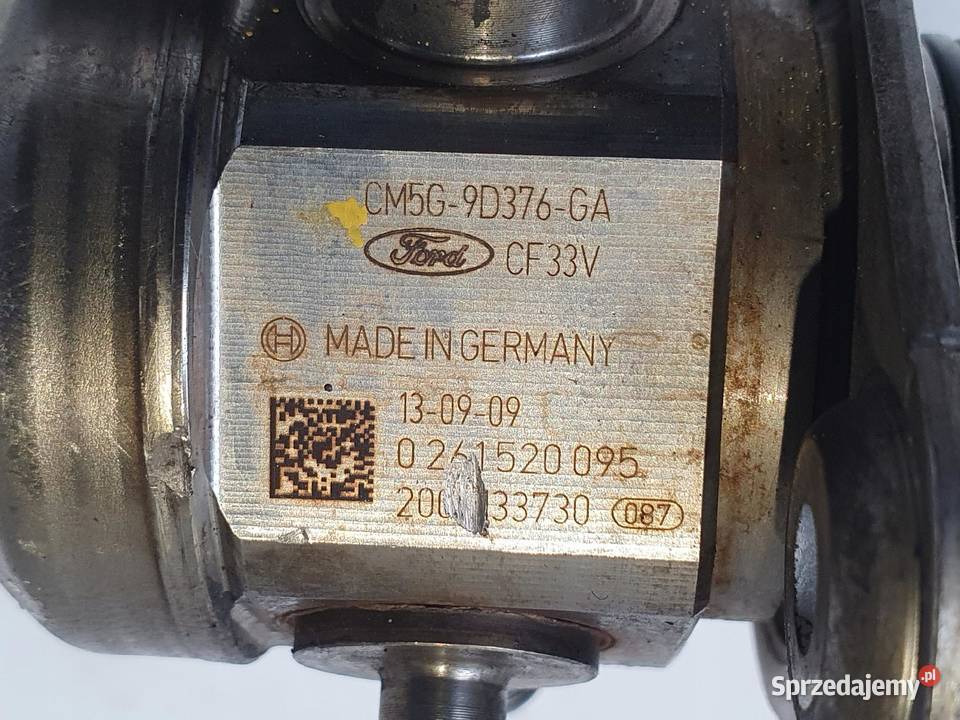 CM5G-9D376-GA
Ford CF33V
H MADE IN GERMANY
13-09-09
0 261520 095
087
Sprzedajemy.pl